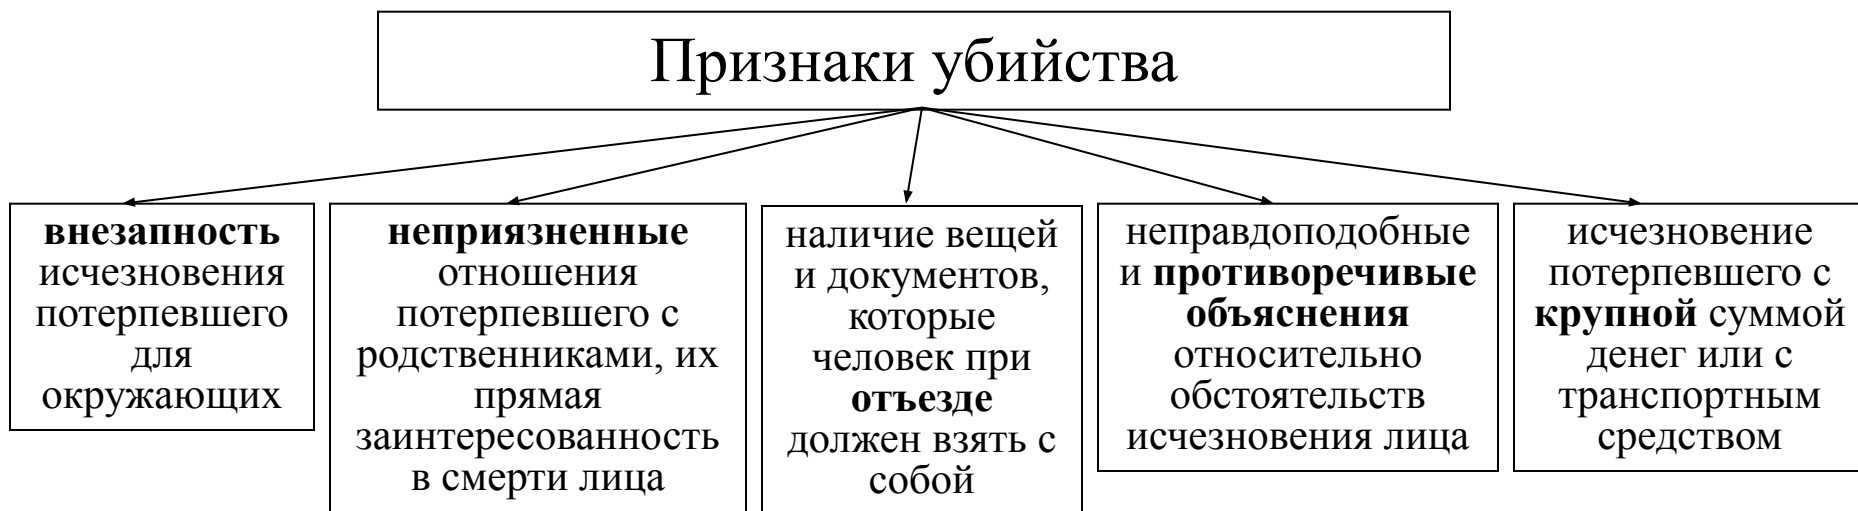 Признаки убийства
внезапность
исчезновения
потерпевшего
для
окружающих
неприязненные
отношения
потерпевшего с
родственниками, их
прямая
заинтересованность
в смерти лица
наличие вещей
и документов,
которые
человек при
отъезде
должен взять с
собой
неправдоподобные
и противоречивые
объяснения
относительно
обстоятельств
исчезновения лица
исчезновение
потерпевшего с
крупной суммой
денег или с
транспортным
средством